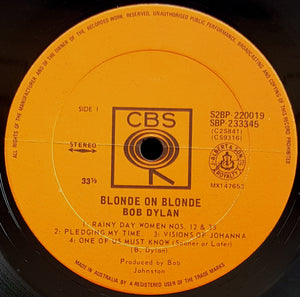 ALL RIGHTS OF THE MANUFACTURER AND OF THE OWNER OF THE RECORDED WORK RESERVED. UNAUTHORISED PUBLIC PERFORMANCE, BROADCASTING AND COPYING OF THIS RECORD PROHIBITED
CBS
SIDE 1
S2BP 220019
SBP 233345
(C2S841)
STEREO
33⅓
ALBERT & SON
ROYALTY
MX147653
BLONDE ON BLONDE
BOB DYLAN
1. RAINY DAY WOMEN NOS. 12 & 35
2. PLEDGING MY TIME 3. VISIONS OF JOHANNA
4. ONE OF US MUST KNOW (Sooner or Later)
(B. Dylan)
Produced by Bob
Johnston
MADE IN AUSTRALIA BY A REGISTERED USER OF THE TRADE MARKS